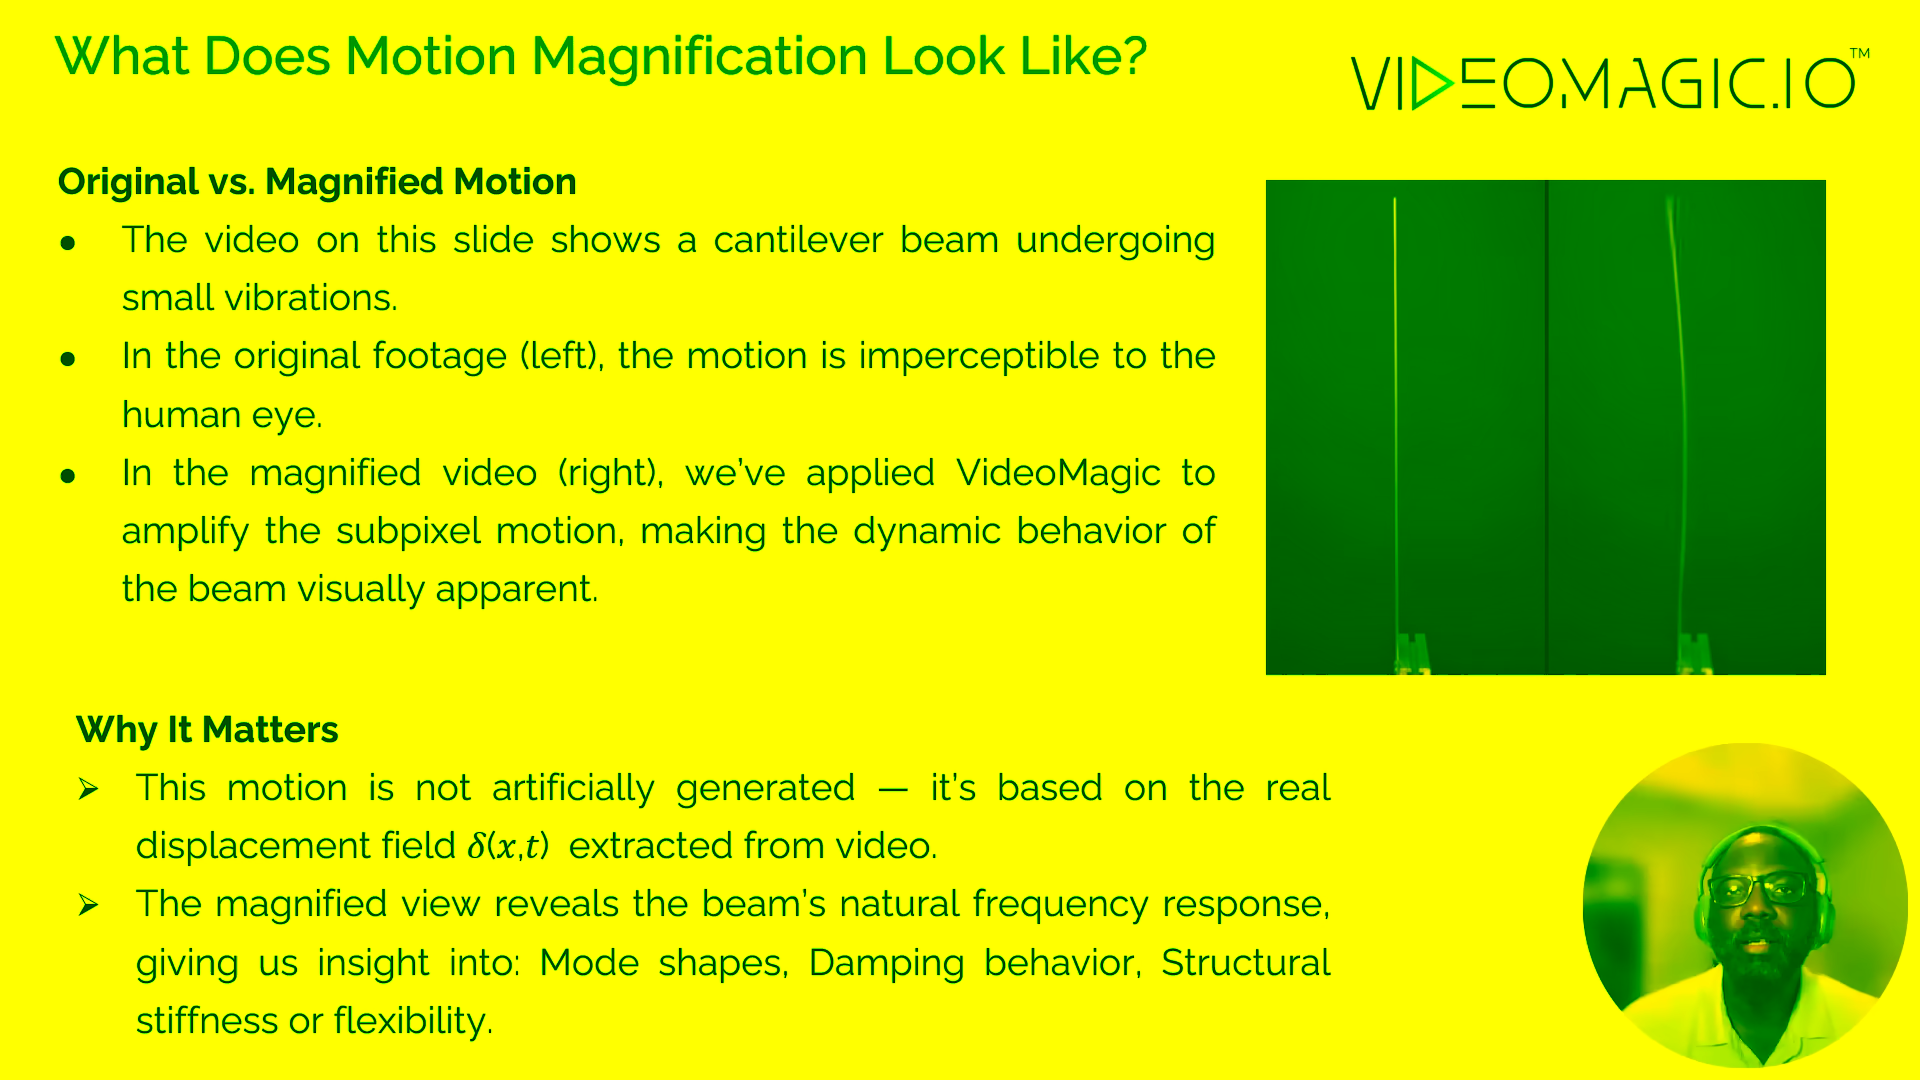 What Does Motion Magnification Look Like?
VIDEOMAGIC.IO™
Original vs. Magnified Motion
● The video on this slide shows a cantilever beam undergoing
small vibrations.
● In the original footage (left), the motion is imperceptible to the
human eye.
● In the magnified video (right), we’ve applied VideoMagic to
amplify the subpixel motion, making the dynamic behavior of
the beam visually apparent.
Why It Matters
➢ This motion is not artificially generated — it’s based on the real
displacement field 𝛿(𝑥,𝑡) extracted from video.
➢ The magnified view reveals the beam’s natural frequency response,
giving us insight into: Mode shapes, Damping behavior, Structural
stiffness or flexibility.